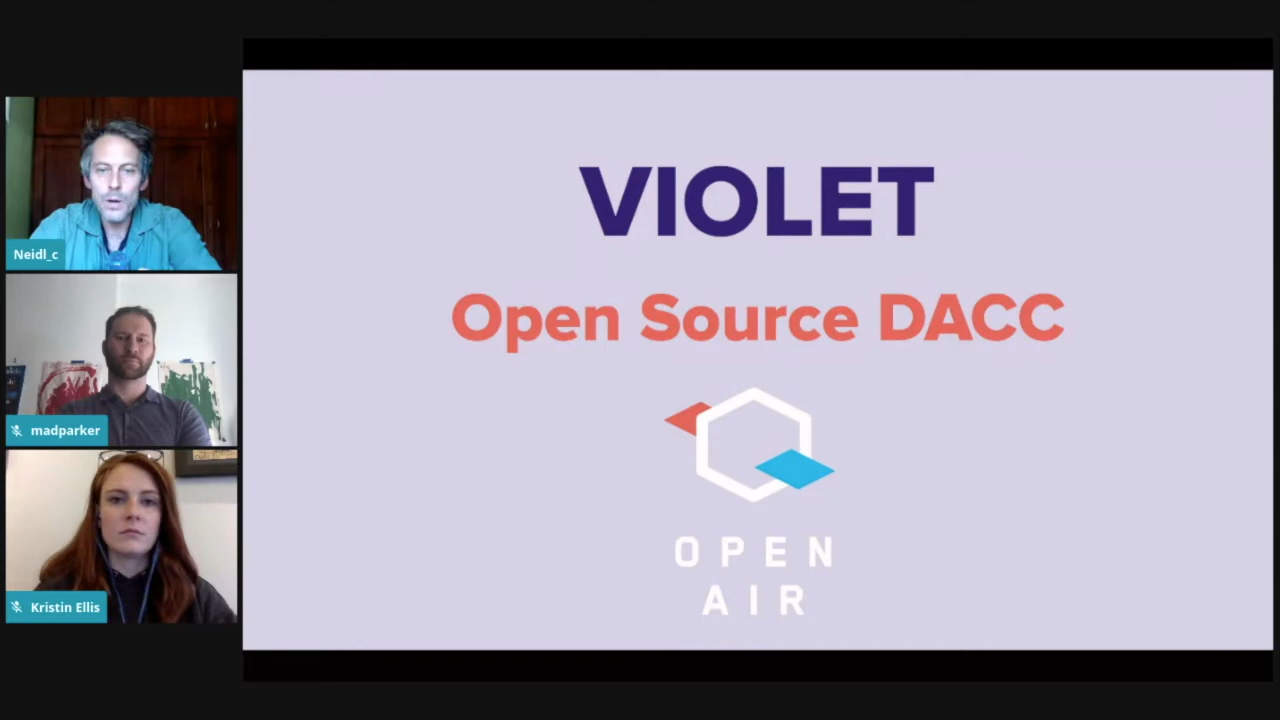 Neidl_c
madparker
Kristin Ellis
VIOLET
Open Source DACC
OPEN
AIR